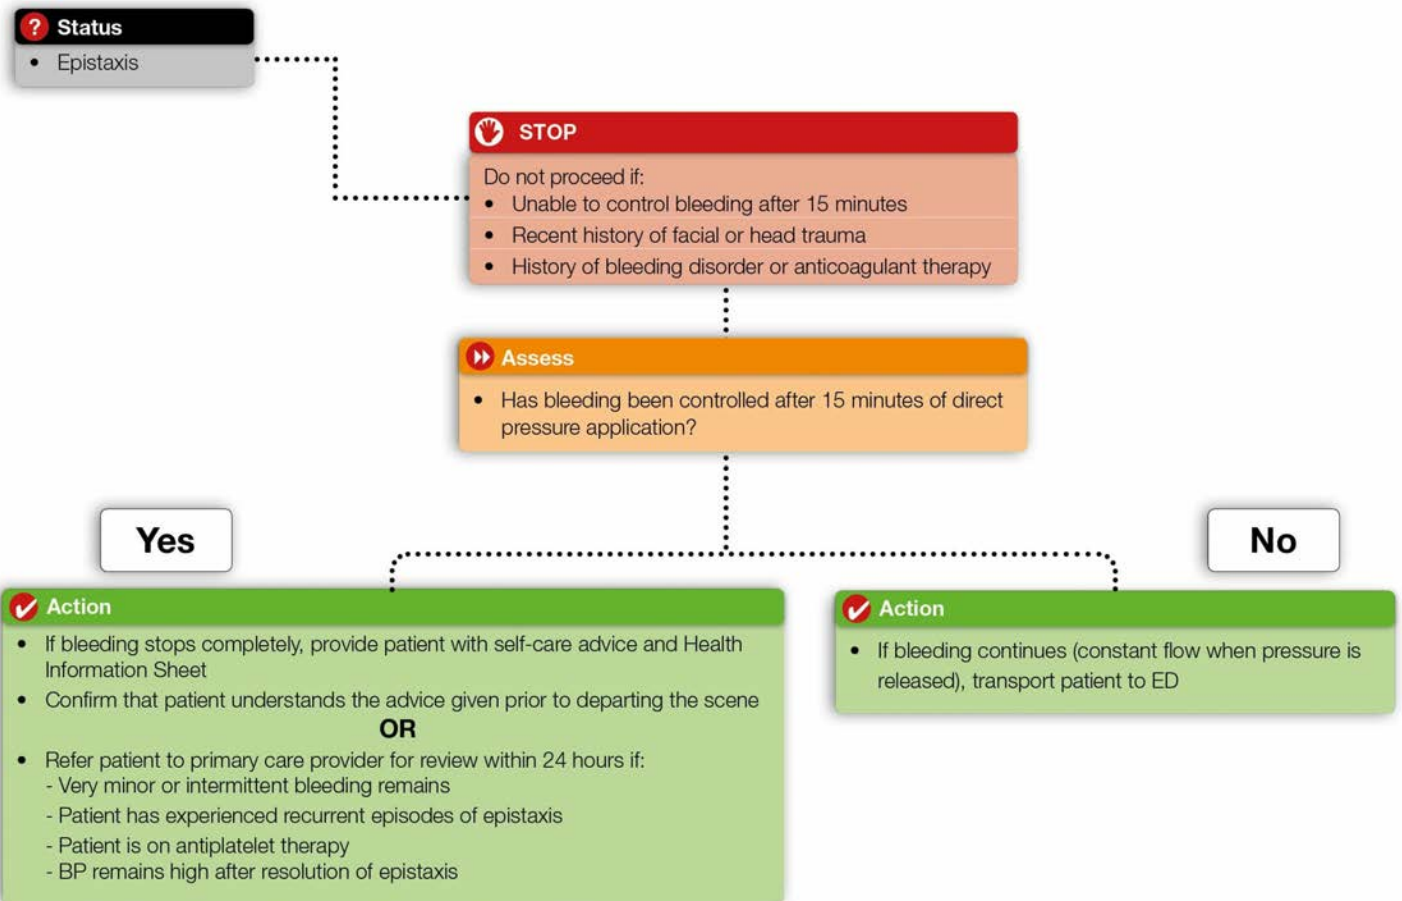 ? Status
• Epistaxis
STOP
Do not proceed if:
• Unable to control bleeding after 15 minutes
• Recent history of facial or head trauma
• History of bleeding disorder or anticoagulant therapy
Assess
• Has bleeding been controlled after 15 minutes of direct
pressure application?
Yes
No
Action
• If bleeding stops completely, provide patient with self-care advice and Health
Information Sheet
• Confirm that patient understands the advice given prior to departing the scene
OR
• Refer patient to primary care provider for review within 24 hours if:
- Very minor or intermittent bleeding remains
- Patient has experienced recurrent episodes of epistaxis
- Patient is on antiplatelet therapy
- BP remains high after resolution of epistaxis
Action
• If bleeding continues (constant flow when pressure is
released), transport patient to ED